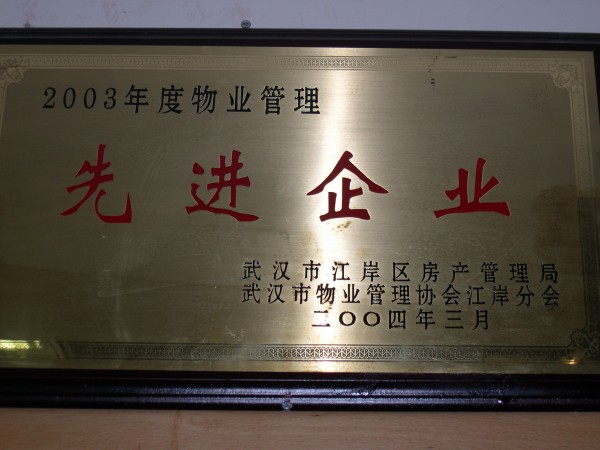 2003年度物业管理
先进企业
武汉市江岸区房产管理局
武汉市物业管理协会江岸分会
二〇〇四年三月